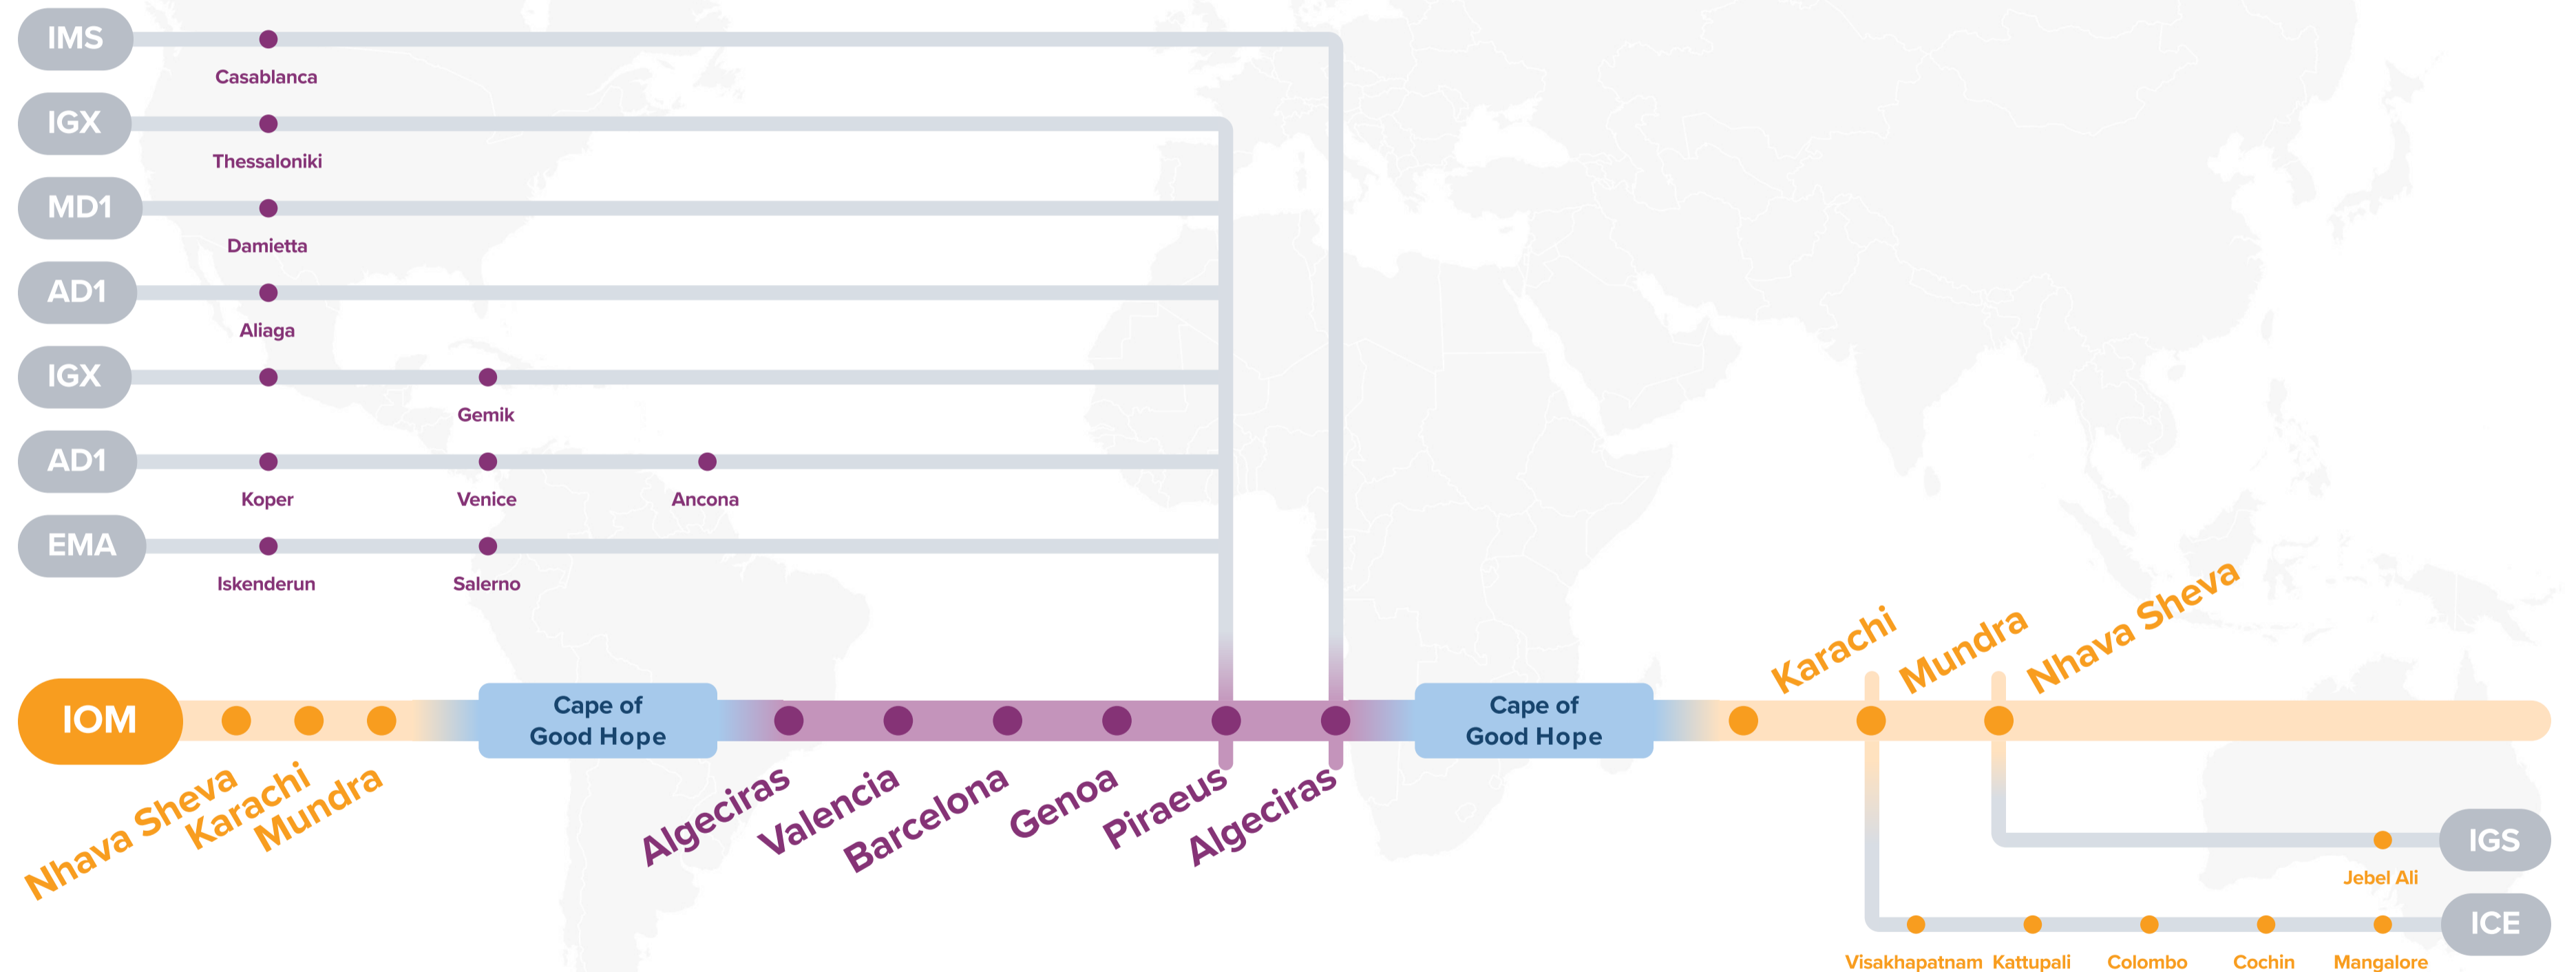 IMS
Casablanca
IGX
Thessaloniki
MD1
Damietta
AD1
Aliaga
IGX
Gemik
AD1
Koper Venice Ancona
EMA
Iskenderun Salerno
IOM
Nhava Sheva
Karachi
Mundra
Cape of
Good Hope
Algeciras
Valencia
Barcelona
Genoa
Piraeus
Algeciras
Cape of
Good Hope
Karachi
Mundra
Nhava Sheva
IGS
Jebel Ali
ICE
Visakhapatnam Kattupali Colombo Cochin Mangalore